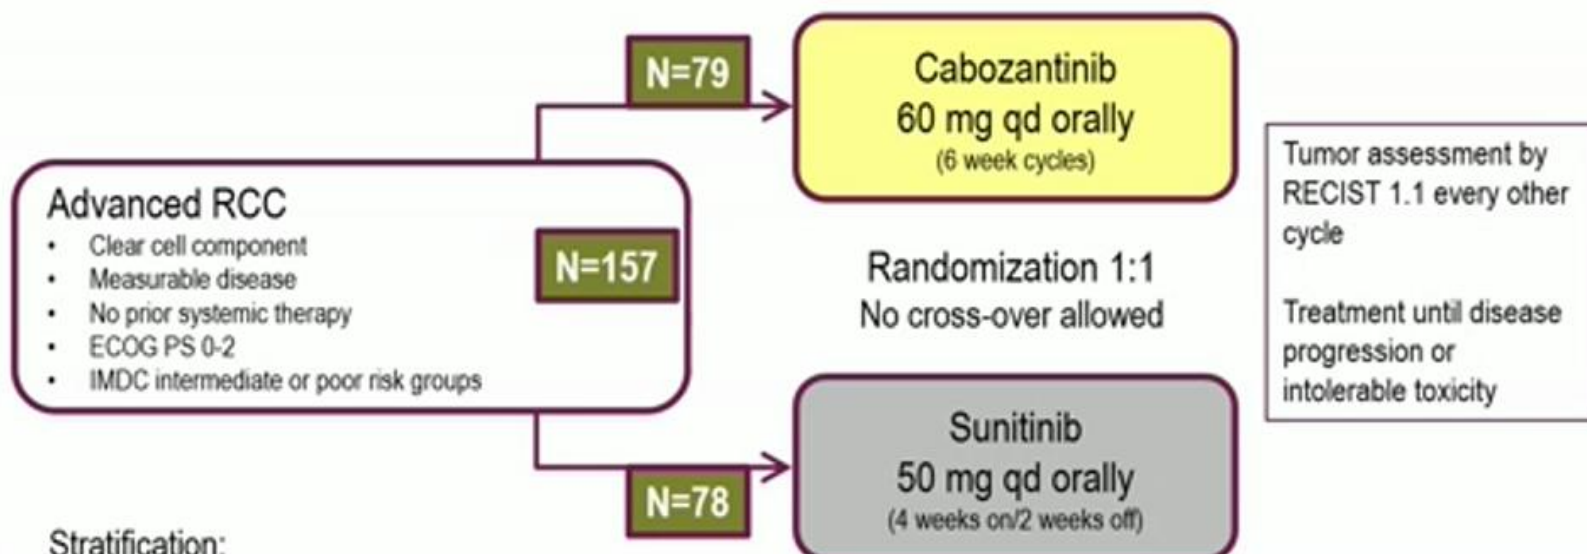 N=79
Cabozantinib
60 mg qd orally
(6 week cycles)
Advanced RCC
• Clear cell component
• Measurable disease
• No prior systemic therapy
• ECOG PS 0-2
• IMDC intermediate or poor risk groups
N=157
Randomization 1:1
No cross-over allowed
Tumor assessment by
RECIST 1.1 every other
cycle
Treatment until disease
progression or
intolerable toxicity
N=78
Sunitinib
50 mg qd orally
(4 weeks on/2 weeks off)
Stratification: